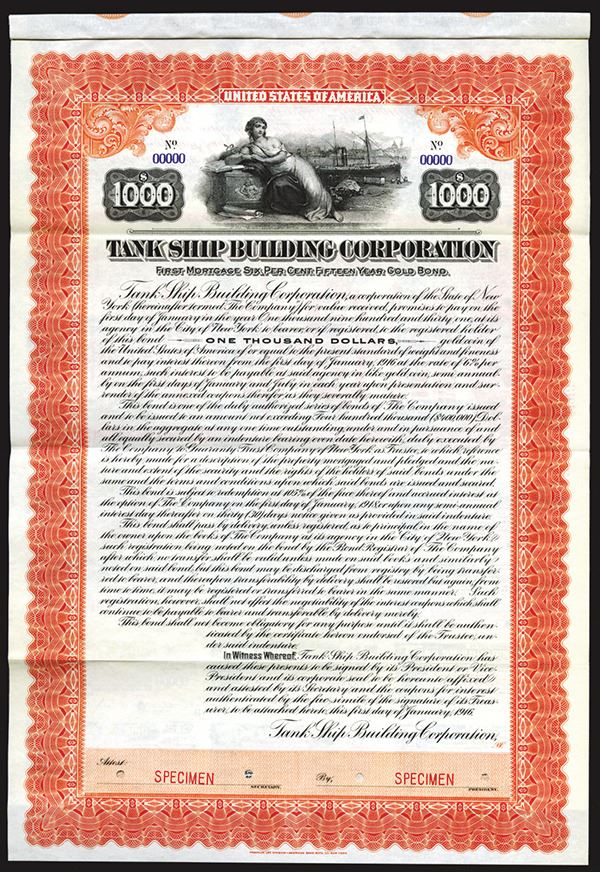 UNITED STATES OF AMERICA
Nº 00000
Nº 00000
$ 1000
$ 1000
TANK SHIP BUILDING CORPORATION
FIRST MORTGAGE SIX PER CENT FIFTEEN YEAR GOLD BOND.
Tank Ship Building Corporation, a corporation of the State of New
York (hereinafter termed The Company) for value received, promises to pay on the
first day of January in the year One thousand nine hundred and thirty one, at its
agency in the City of New York to bearer, or if registered, to the registered holder
of this bond ONE THOUSAND DOLLARS, gold coin of
the United States of America of or equal to the present standard of weight and fineness
and to pay interest thereon from the first day of January, 1916 at the rate of 6% per
annum, such interest to be payable at said agency in like gold coin, semi annual-
ly on the first days of January and July in each year upon presentation and sur-
render of the annexed coupons therefor as they severally mature.
This bond is one of the duly authorized series of bonds of The Company issued
and to be issued to an amount not exceeding Four hundred thousand ($400,000) Dol-
lars in the aggregate at any one time outstanding, under and in pursuance of and
all equally secured by an indenture bearing even date herewith, duly executed by
The Company to Guaranty Trust Company of New York as Trustee, to which reference
is hereby made for a description of the property mortgaged and pledged and the na-
ture and extent of the security and the rights of the holders of said bonds under the
same and the terms and conditions upon which said bonds are issued and secured.
This bond is subject to redemption at 105% of the face thereof and accrued interest at
the option of The Company on the first day of January, 1918 or upon any semi annual
interest day thereafter on thirty (30) days notice given as provided in said indenture.
This bond shall pass by delivery, unless registered, as to principal in the name of
the owner upon the books of The Company at its agency in the City of New York,
such registration being noted on the bond by the Bond Registrar of The Company
after which no transfer shall be valid unless made on said books and similarly
noted on said bond, but this bond may be discharged from registry by being transfer-
red to bearer, and thereupon transferability by delivery shall be restored but again, from
time to time, it may be registered or transferred to bearer in the same manner. Such
registration, however, shall not affect the negotiability of the interest coupons which shall
continue to be payable to bearer and transferable by delivery merely.
This bond shall not become obligatory for any purpose until it shall be authen-
ticated by the certificate hereon endorsed of the Trustee, un-
der said indenture.
In Witness Whereof, Tank Ship Building Corporation has
caused these presents to be signed by its President or Vice
President and its corporate seal to be hereunto affixed
and attested by its Secretary and the coupons for interest
authenticated by the fac-simile of the signature of its Treas-
urer, to be attached hereto, this first day of January, 1916.
Tank Ship Building Corporation,
Attest: SPECIMEN SECRETARY.
By, SPECIMEN PRESIDENT.